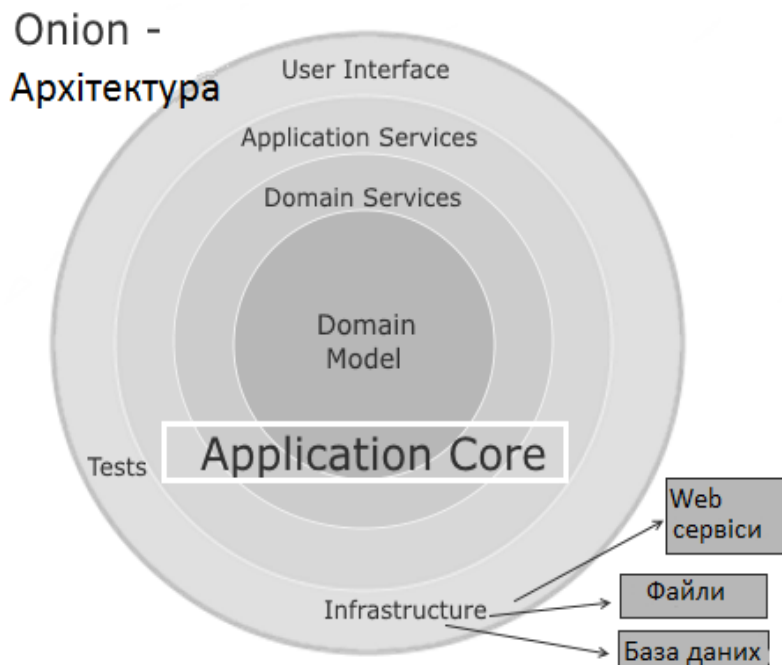 Onion -
Архітектура
User Interface
Application Services
Domain Services
Domain
Model
Application Core
Tests
Web
сервіси
Файли
Infrastructure
База даних